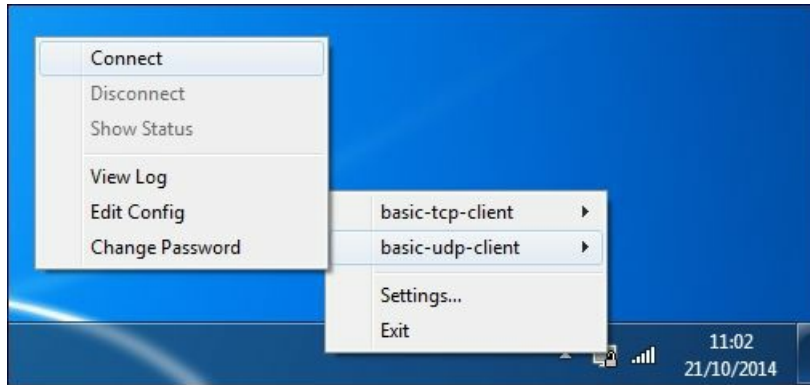 Connect
Disconnect
Show Status
View Log
Edit Config
Change Password
basic-tcp-client
basic-udp-client
Settings...
Exit
11:02
21/10/2014